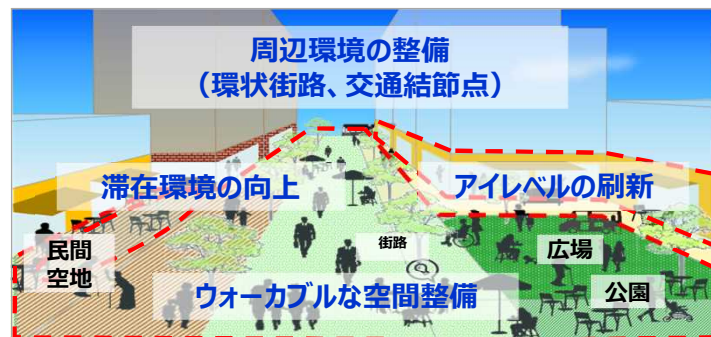 周辺環境の整備
（環状街路、交通結節点）
滞在環境の向上
アイレベルの刷新
民間
空地
街路
広場
公園
ウォーカブルな空間整備